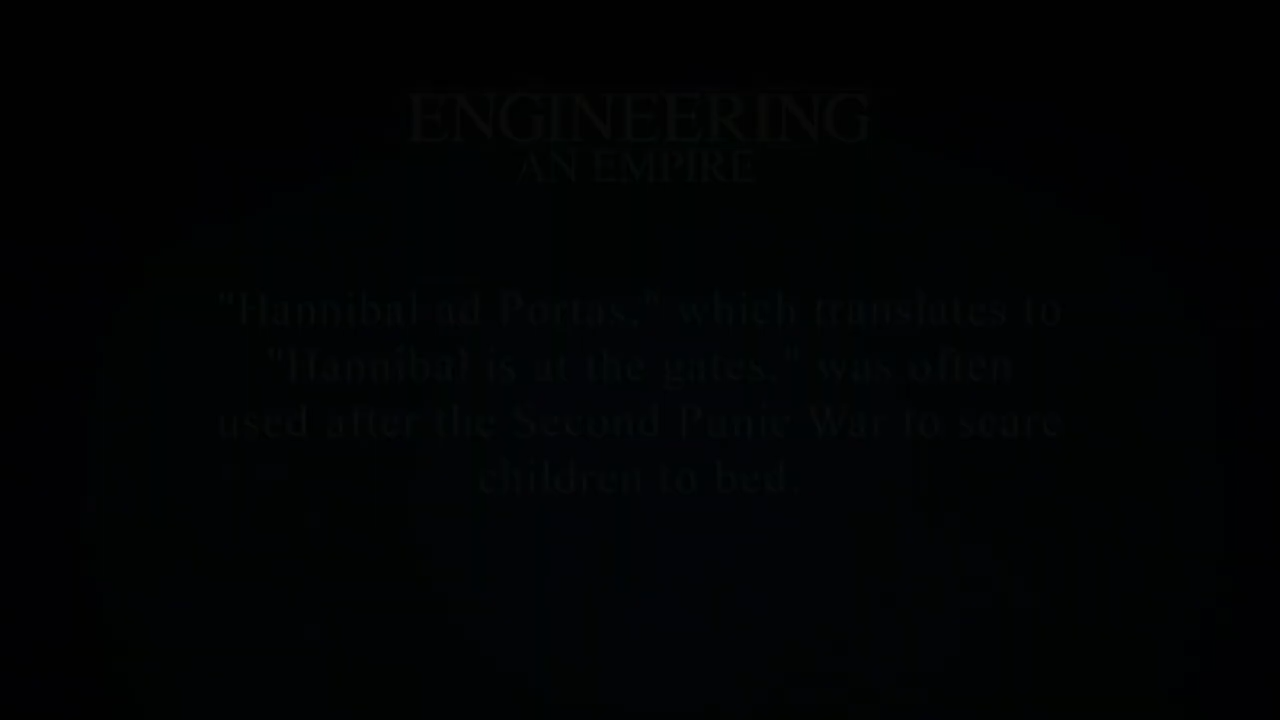 ENGINEERING
AN EMPIRE
"Hannibal ad Portas," which translates to
"Hannibal is at the gates," was often
used after the Second Punic War to scare
children to bed.